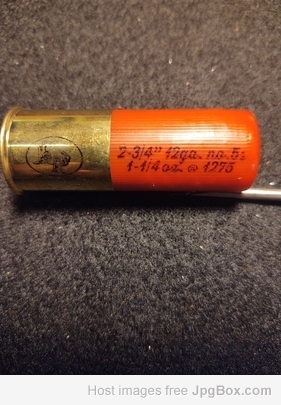 2-3/4" 12ga. no. 5s
1-1/4 oz. @ 1275
Host images free JpgBox.com